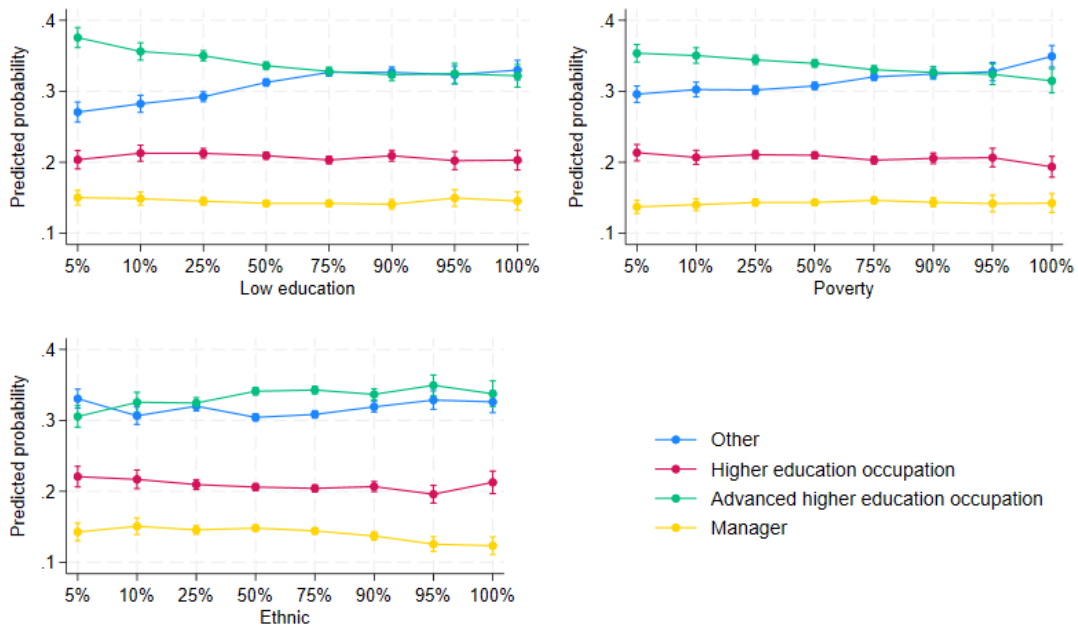 .4
.3
.2
.1
Predicted probability
5% 10% 25% 50% 75% 90% 95% 100%
Low education
.4
.3
.2
.1
Predicted probability
5% 10% 25% 50% 75% 90% 95% 100%
Poverty
.4
.3
.2
.1
Predicted probability
5% 10% 25% 50% 75% 90% 95% 100%
Ethnic
Other
Higher education occupation
Advanced higher education occupation
Manager